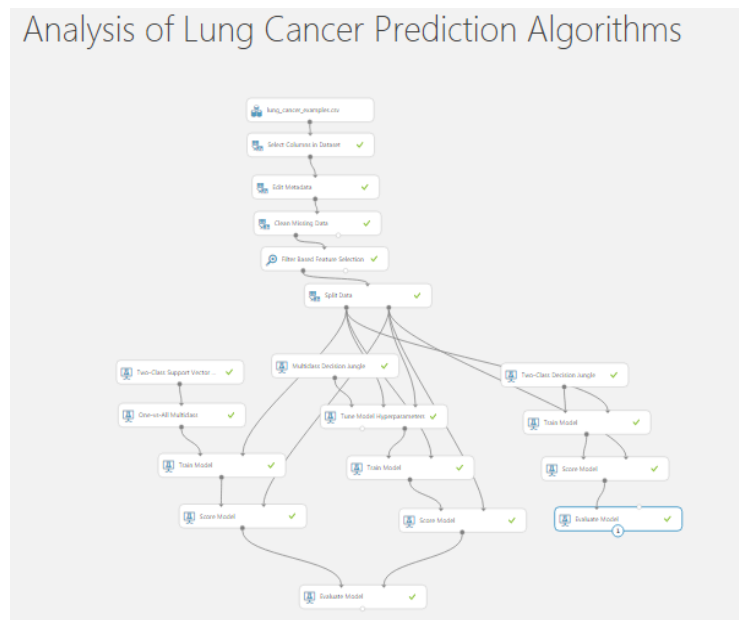 Analysis of Lung Cancer Prediction Algorithms
lung_cancer_examples.csv
Select Columns in Dataset
Edit Metadata
Clean Missing Data
Filter Based Feature Selection
Split Data
Two-Class Support Vector ...
Multiclass Decision Jungle
Two-Class Decision Jungle
One-vs-All Multiclass
Tune Model Hyperparameters
Train Model
Train Model
Train Model
Score Model
Score Model
Score Model
Evaluate Model
1
Evaluate Model